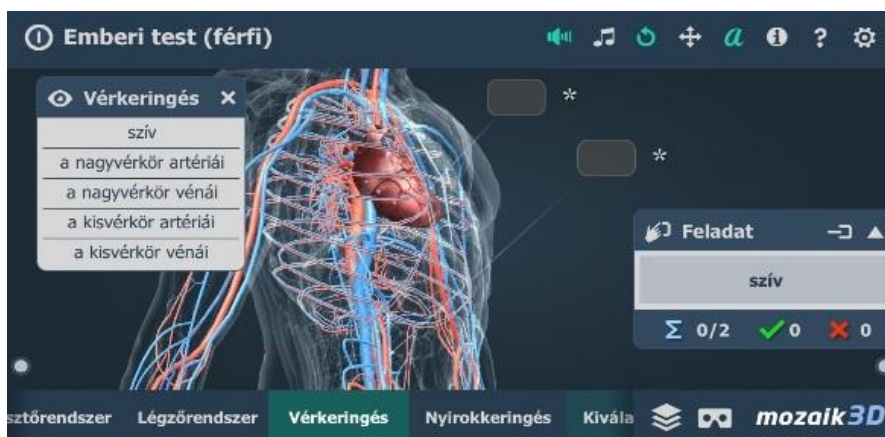 Emberi test (férfi)
Vérkeringés
szív
a nagyvérkör artériái
a nagyvérkör vénái
a kisvérkör artériái
a kisvérkör vénái
*
*
Feladat
szív
Σ 0/2 0 0
sztőrendszer Légzőrendszer Vérkeringés Nyirokkeringés Kivála mozaik3D